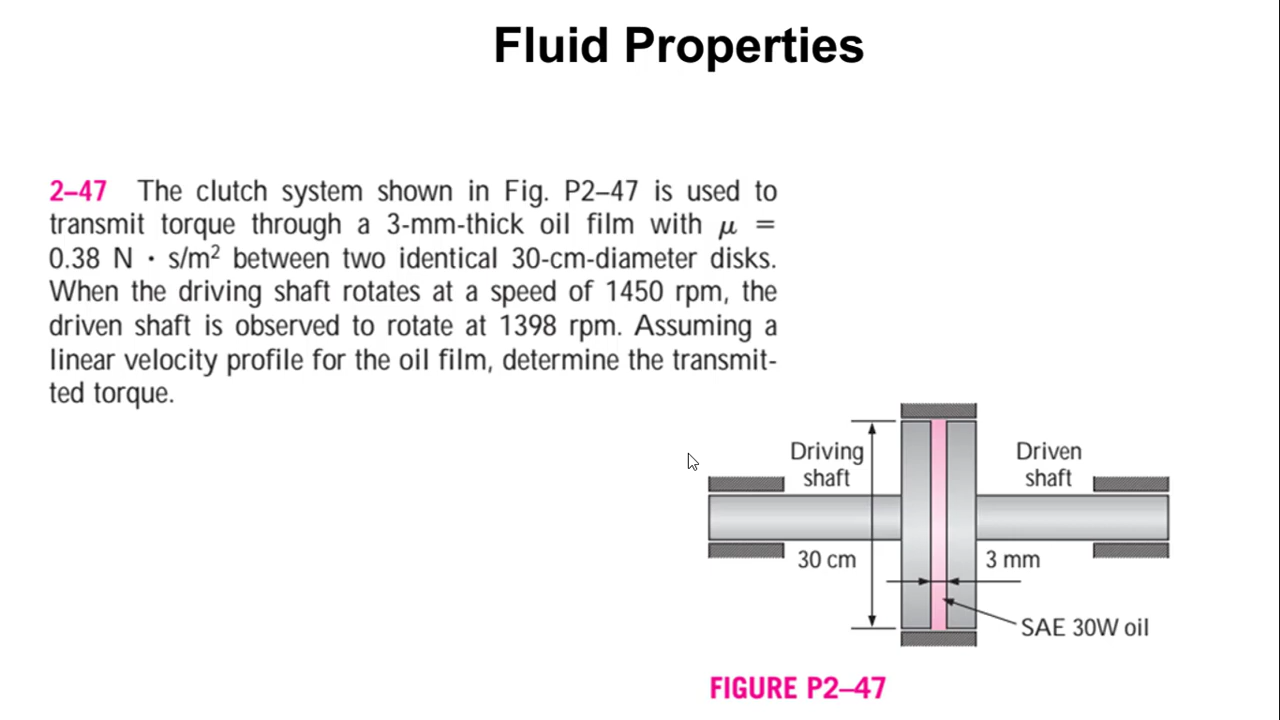 Fluid Properties
2–47 The clutch system shown in Fig. P2–47 is used to
transmit torque through a 3-mm-thick oil film with μ =
0.38 N · s/m² between two identical 30-cm-diameter disks.
When the driving shaft rotates at a speed of 1450 rpm, the
driven shaft is observed to rotate at 1398 rpm. Assuming a
linear velocity profile for the oil film, determine the transmit-
ted torque.
Driving
shaft
Driven
shaft
30 cm
3 mm
SAE 30W oil
FIGURE P2–47